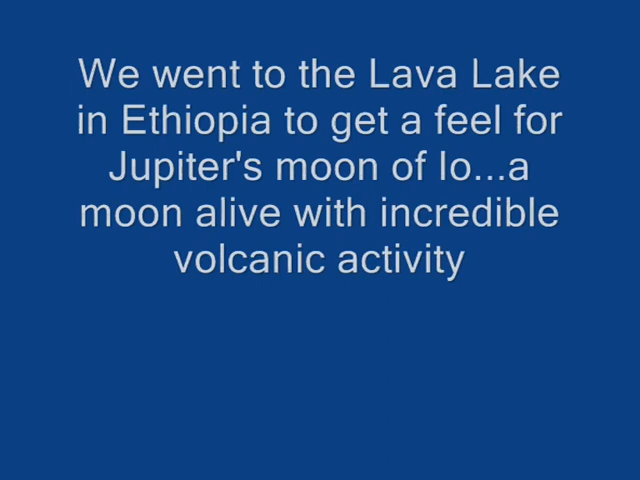 We went to the Lava Lake
in Ethiopia to get a feel for
Jupiter's moon of Io...a
moon alive with incredible
volcanic activity